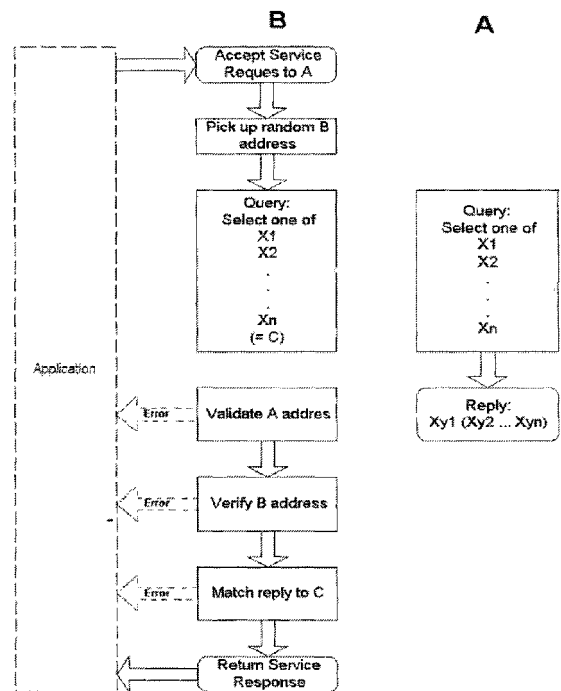 B
A
Accept Service
Reques to A
Pick up random B
address
Query:
Select one of
X1
X2
.
.
.
Xn
(= C)
Query:
Select one of
X1
X2
.
.
.
Xn
Reply:
Xy1 (Xy2 ... Xyn)
Application
Error
Validate A addres
Error
Verify B address
Error
Match reply to C
Return Service
Response